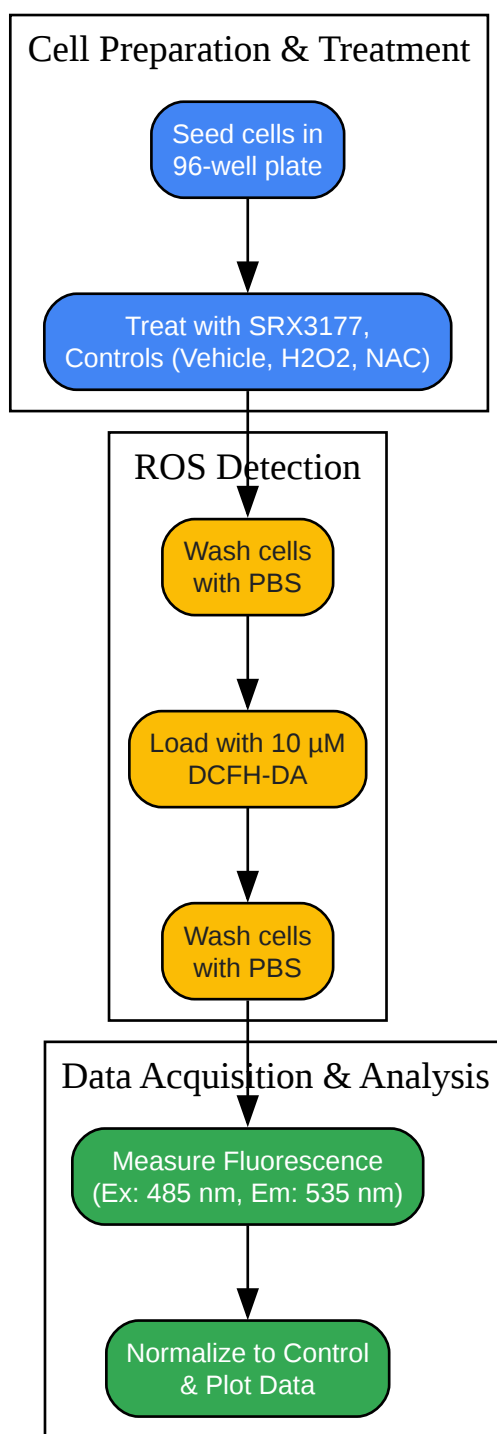 Cell Preparation & Treatment
Seed cells in
96-well plate
Treat with SRX3177,
Controls (Vehicle, H2O2, NAC)
ROS Detection
Wash cells
with PBS
Load with 10 µM
DCFH-DA
Wash cells
with PBS
Data Acquisition & Analysis
Measure Fluorescence
(Ex: 485 nm, Em: 535 nm)
Normalize to Control
& Plot Data